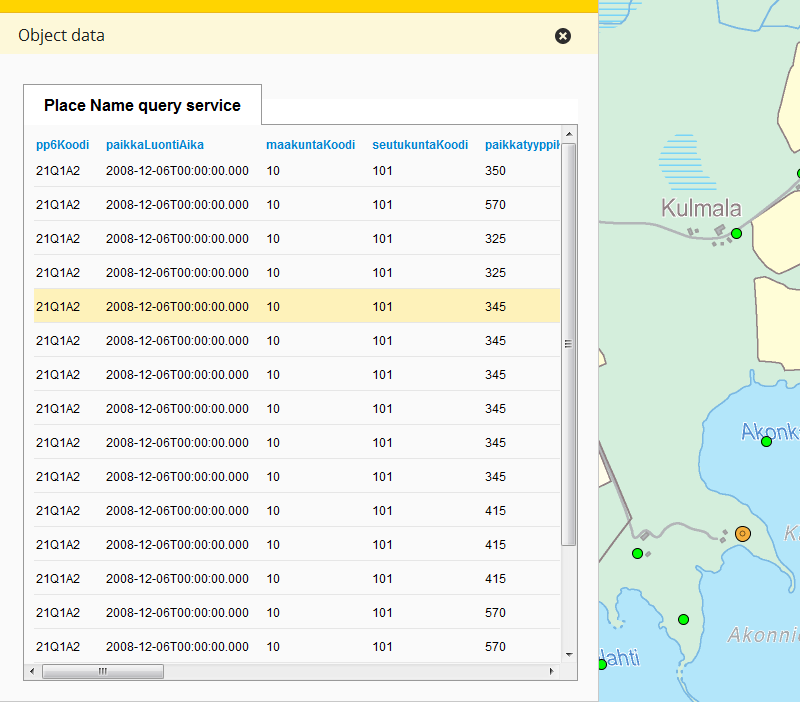 Object data
Place Name query service
pp6Koodi paikkaLuontiAika maakuntaKoodi seutukuntaKoodi
21Q1A2 2008-12-06T00:00:00.000 10 101 350
21Q1A2 2008-12-06T00:00:00.000 10 101 570
21Q1A2 2008-12-06T00:00:00.000 10 101 325
21Q1A2 2008-12-06T00:00:00.000 10 101 325
21Q1A2 2008-12-06T00:00:00.000 10 101 345
21Q1A2 2008-12-06T00:00:00.000 10 101 345
21Q1A2 2008-12-06T00:00:00.000 10 101 345
21Q1A2 2008-12-06T00:00:00.000 10 101 345
21Q1A2 2008-12-06T00:00:00.000 10 101 345
21Q1A2 2008-12-06T00:00:00.000 10 101 345
21Q1A2 2008-12-06T00:00:00.000 10 101 415
21Q1A2 2008-12-06T00:00:00.000 10 101 415
21Q1A2 2008-12-06T00:00:00.000 10 101 415
21Q1A2 2008-12-06T00:00:00.000 10 101 570
21Q1A2 2008-12-06T00:00:00.000 10 101 570
Kulmala